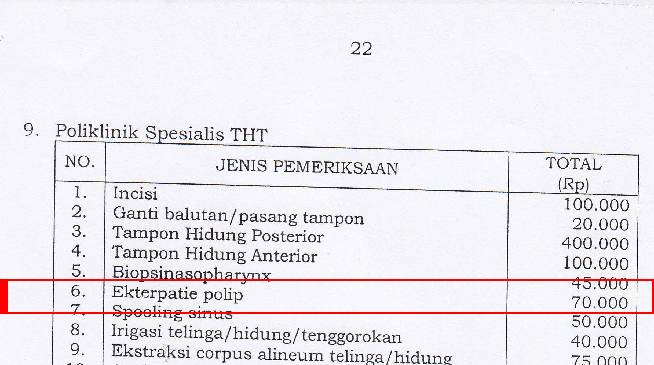 22
9. Poliklinik Spesialis THT
NO. JENIS PEMERIKSAAN TOTAL (Rp)
1. Incisi 100.000
2. Ganti balutan/pasang tampon 20.000
3. Tampon Hidung Posterior 400.000
4. Tampon Hidung Anterior 100.000
5. Biopsinasopharynx 45.000
6. Ekterpatie polip 70.000
7. Spooling sinus 50.000
8. Irigasi telinga/hidung/tenggorokan 40.000
9. Ekstraksi corpus alineum telinga/hidung 75.000